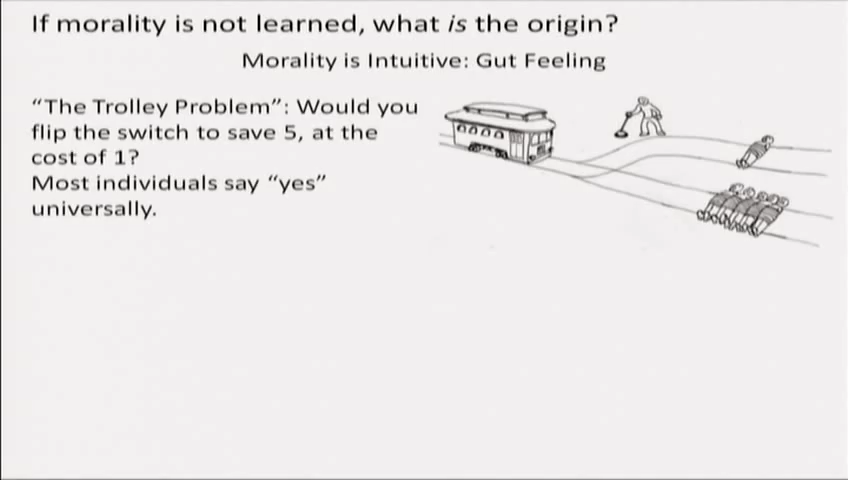 If morality is not learned, what is the origin?
Morality is Intuitive: Gut Feeling
“The Trolley Problem”: Would you
flip the switch to save 5, at the
cost of 1?
Most individuals say “yes”
universally.